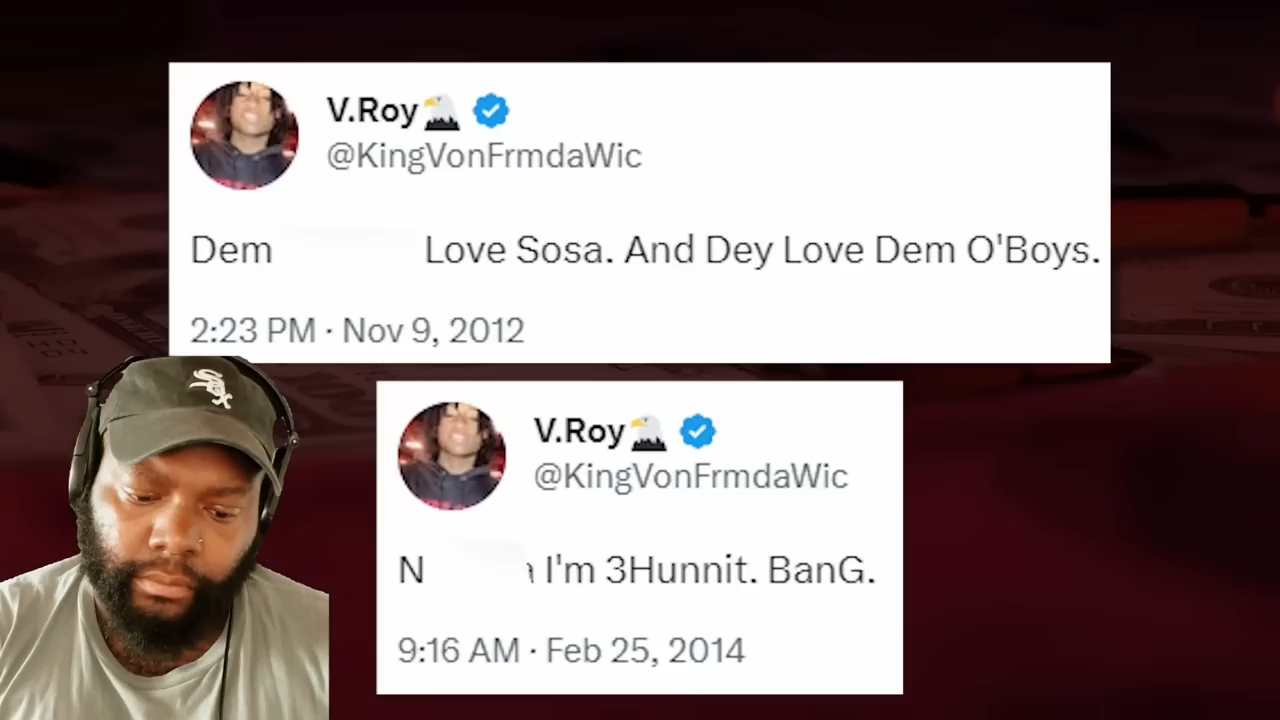 V.Roy🦅
@KingVonFrmdaWic
Dem Love Sosa. And Dey Love Dem O'Boys.
2:23 PM · Nov 9, 2012
Sox
V.Roy🦅
@KingVonFrmdaWic
I'm 3Hunnit. BanG.
9:16 AM · Feb 25, 2014